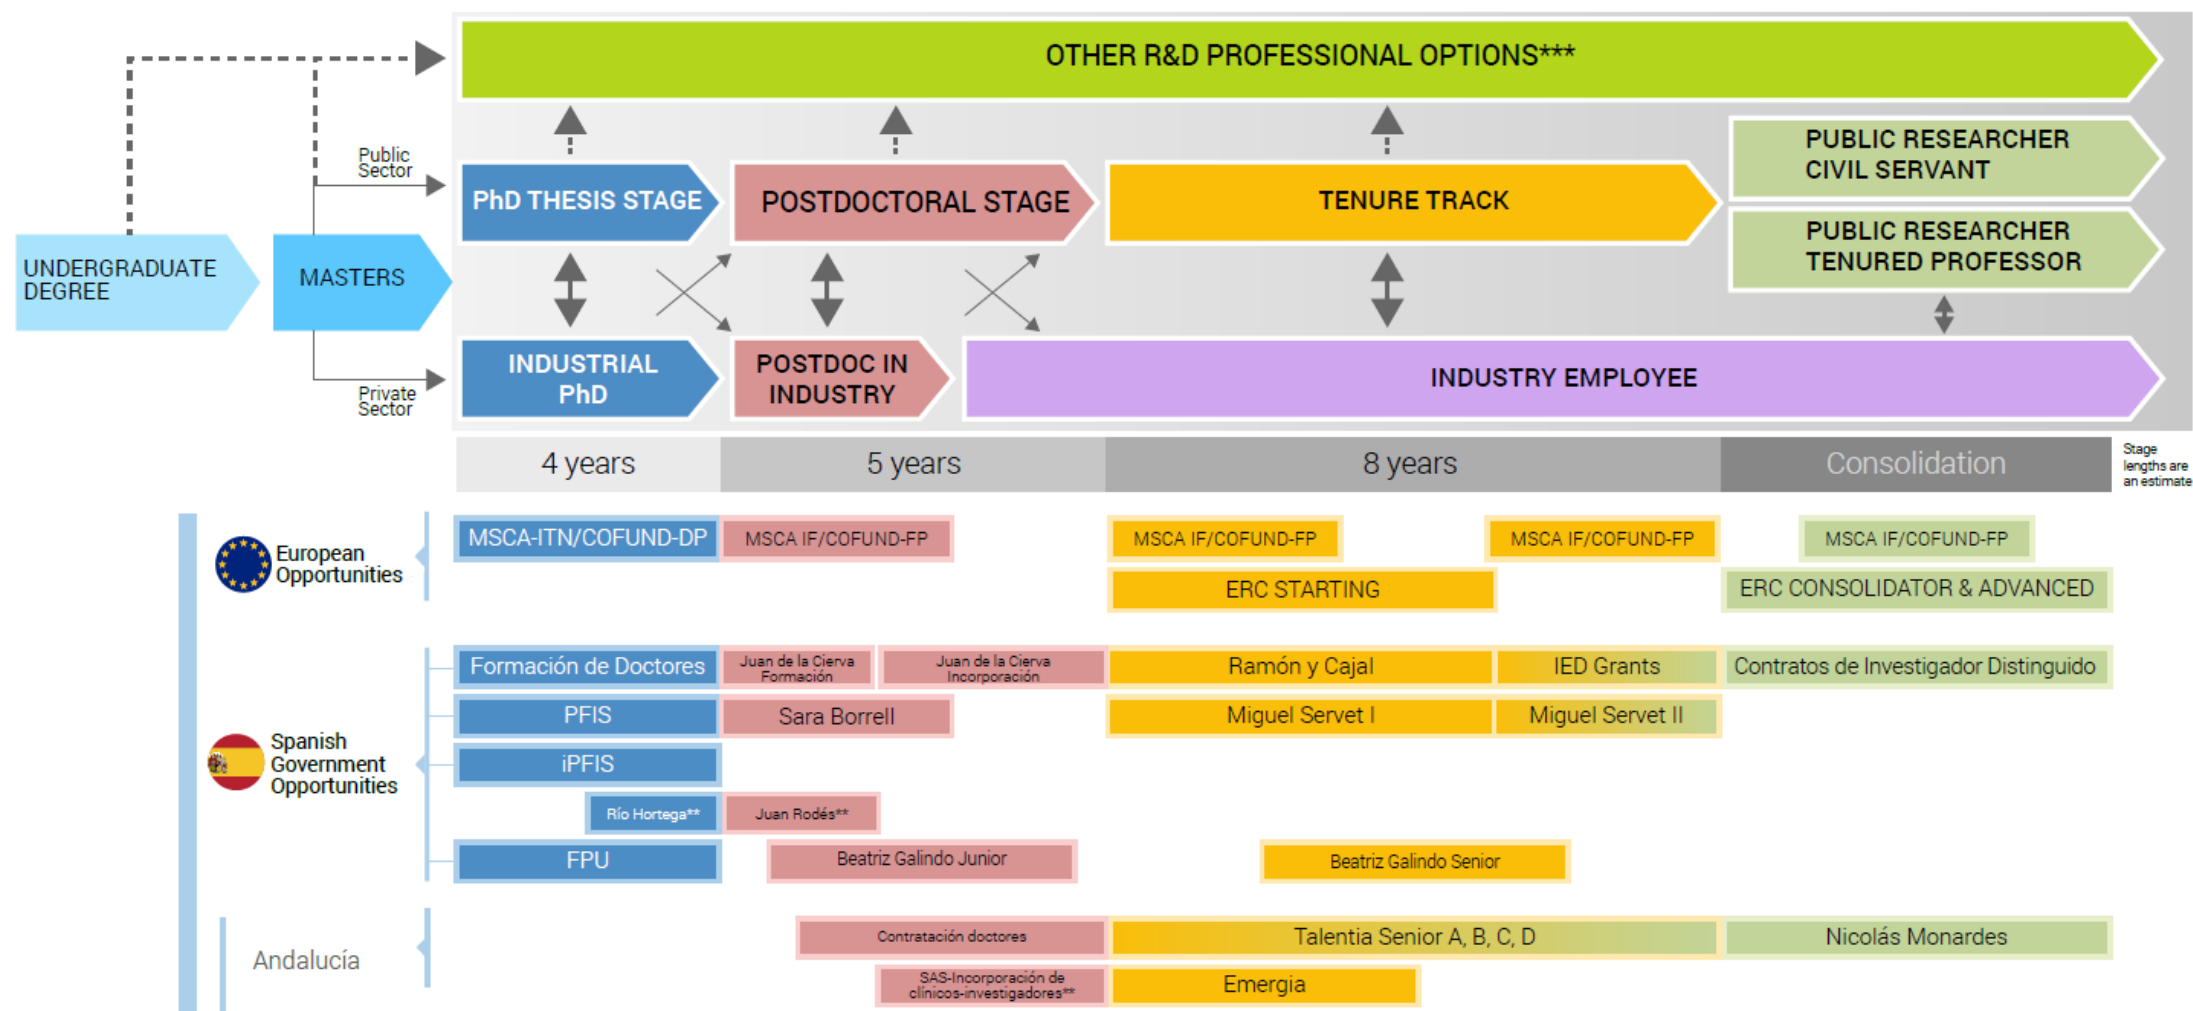 OTHER R&D PROFESSIONAL OPTIONS***
Public
Sector
PhD THESIS STAGE
POSTDOCTORAL STAGE
TENURE TRACK
PUBLIC RESEARCHER
CIVIL SERVANT
PUBLIC RESEARCHER
TENURED PROFESSOR
UNDERGRADUATE
DEGREE
MASTERS
Private
Sector
INDUSTRIAL
PhD
POSTDOC IN
INDUSTRY
INDUSTRY EMPLOYEE
4 years
5 years
8 years
Consolidation
Stage
lengths are
an estimate
European
Opportunities
MSCA-ITN/COFUND-DP
MSCA IF/COFUND-FP
MSCA IF/COFUND-FP
MSCA IF/COFUND-FP
MSCA IF/COFUND-FP
ERC STARTING
ERC CONSOLIDATOR & ADVANCED
Spanish
Government
Opportunities
Formación de Doctores
Juan de la Cierva
Formación
Juan de la Cierva
Incorporación
Ramón y Cajal
IED Grants
Contratos de Investigador Distinguido
PFIS
Sara Borrell
Miguel Servet I
Miguel Servet II
iPFIS
Río Hortega**
Juan Rodés**
FPU
Beatriz Galindo Junior
Beatriz Galindo Senior
Andalucía
Contratación doctores
Talentia Senior A, B, C, D
Nicolás Monardes
SAS-Incorporación de
clínicos-investigadores**
Emergia